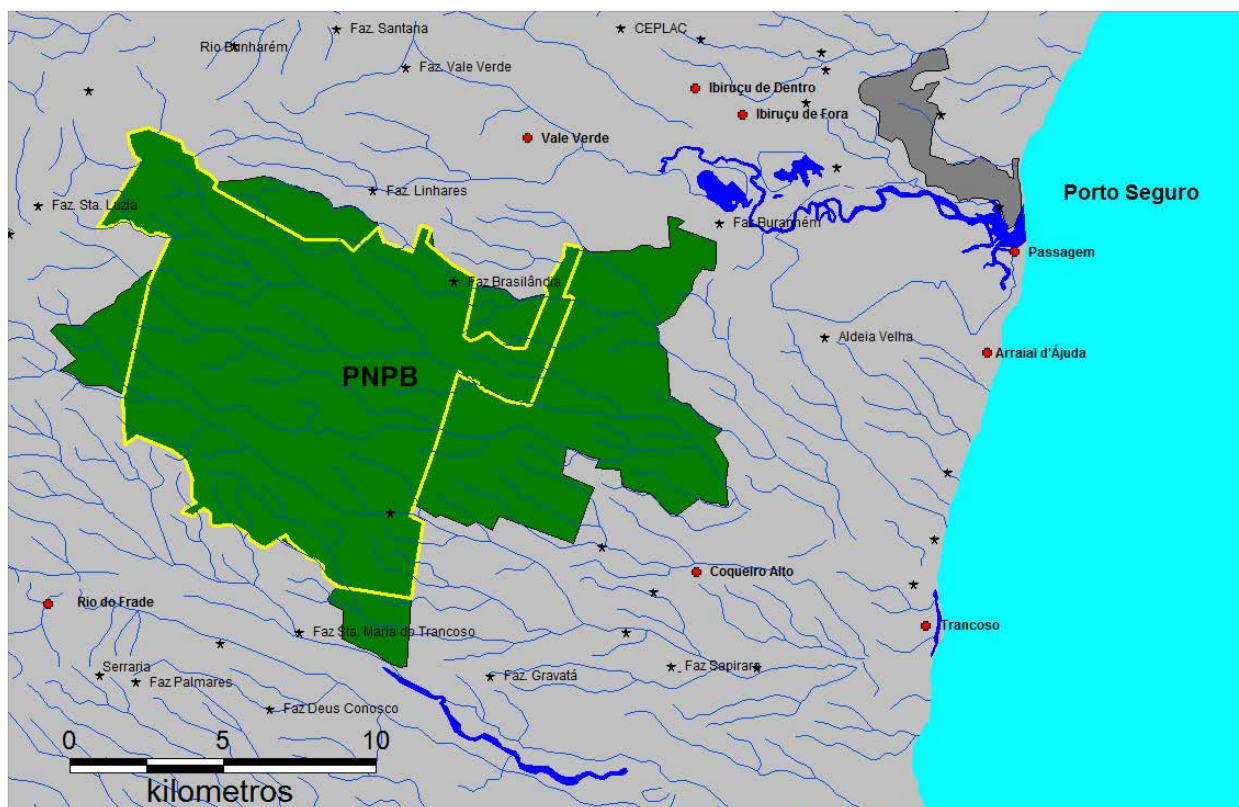 Faz. Santana
CEPLAC
Rio Bunharém
Faz. Vale Verde
Ibiruçu de Dentro
Ibiruçu de Fora
Vale Verde
Faz. Linhares
Porto Seguro
Faz. Sta. Luzia
Faz Buranhém
Passagem
Faz Brasilândia
Aldeia Velha
Arraial d'Ájuda
PNPB
Coqueiro Alto
Rio do Frade
Trancoso
Faz Sta. Maria do Trancoso
Serraria
Faz Sapirara
Faz Palmares
Faz. Gravatá
Faz Deus Conosco
0 5 10
kilometros